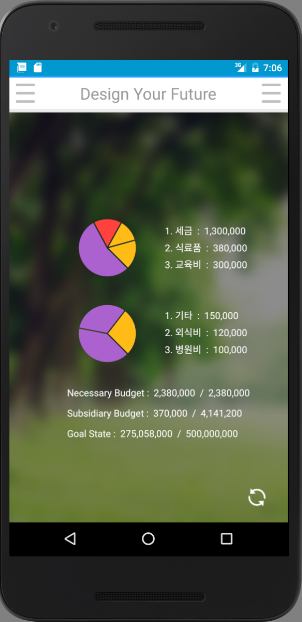 3G 7:06
Design Your Future
1. 세금 : 1,300,000
2. 식료품 : 380,000
3. 교육비 : 300,000
1. 기타 : 150,000
2. 외식비 : 120,000
3. 병원비 : 100,000
Necessary Budget : 2,380,000 / 2,380,000
Subsidiary Budget : 370,000 / 4,141,200
Goal State : 275,058,000 / 500,000,000